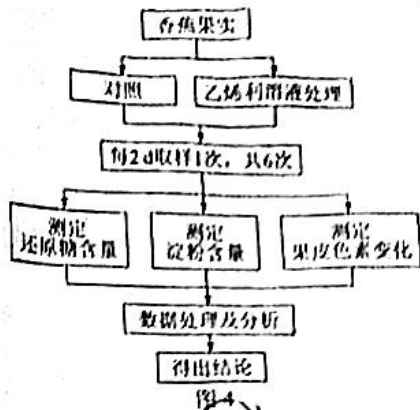 香蕉果实
对照
乙烯利溶液处理
每2d取样1次，共6次
测定
还原糖含量
测定
淀粉含量
测定
果皮色素变化
数据处理及分析
得出结论
图4